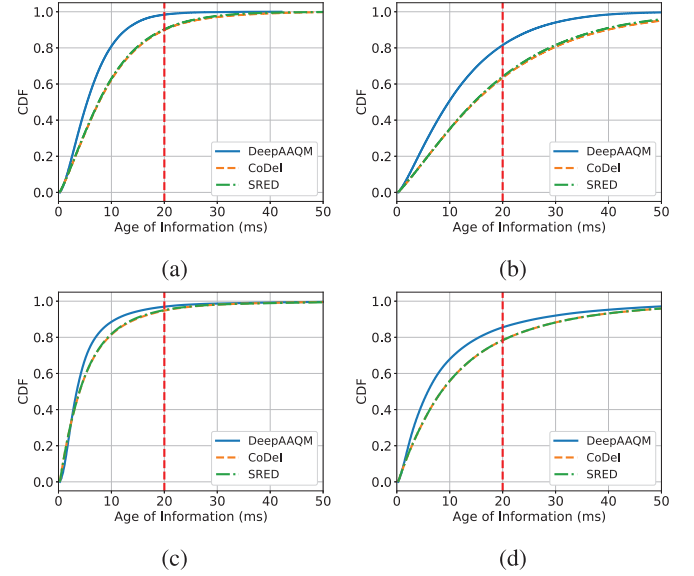 1.0
0.8
0.6
0.4
0.2
0.0
CDF
0 10 20 30 40 50
Age of Information (ms)
DeepAAQM
CoDel
SRED
(a)
1.0
0.8
0.6
0.4
0.2
0.0
CDF
0 10 20 30 40 50
Age of Information (ms)
DeepAAQM
CoDel
SRED
(b)
1.0
0.8
0.6
0.4
0.2
0.0
CDF
0 10 20 30 40 50
Age of Information (ms)
DeepAAQM
CoDel
SRED
(c)
1.0
0.8
0.6
0.4
0.2
0.0
CDF
0 10 20 30 40 50
Age of Information (ms)
DeepAAQM
CoDel
SRED
(d)